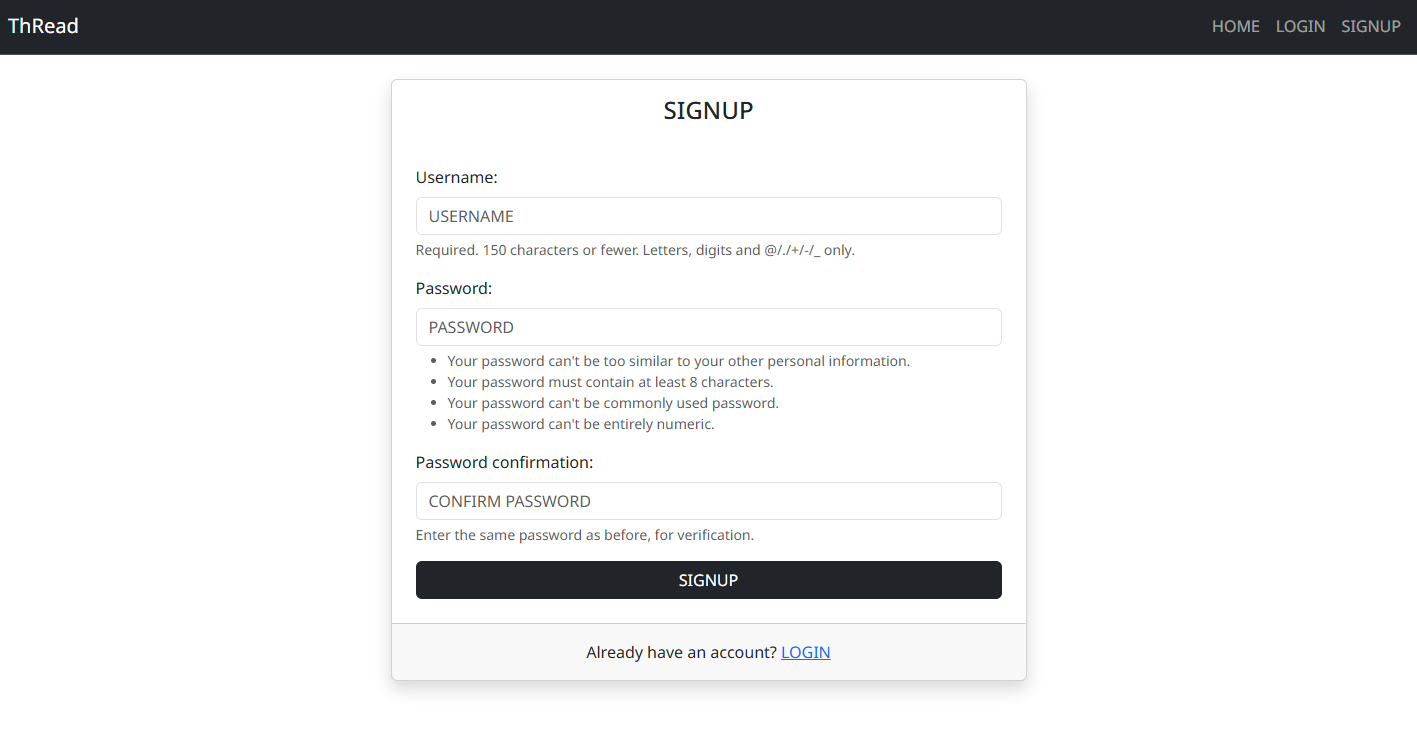 ThRead
HOME LOGIN SIGNUP
SIGNUP
Username:
USERNAME
Required. 150 characters or fewer. Letters, digits and @/./+/-/_ only.
Password:
PASSWORD
Your password can't be too similar to your other personal information.
Your password must contain at least 8 characters.
Your password can't be commonly used password.
Your password can't be entirely numeric.
Password confirmation:
CONFIRM PASSWORD
Enter the same password as before, for verification.
SIGNUP
Already have an account? LOGIN